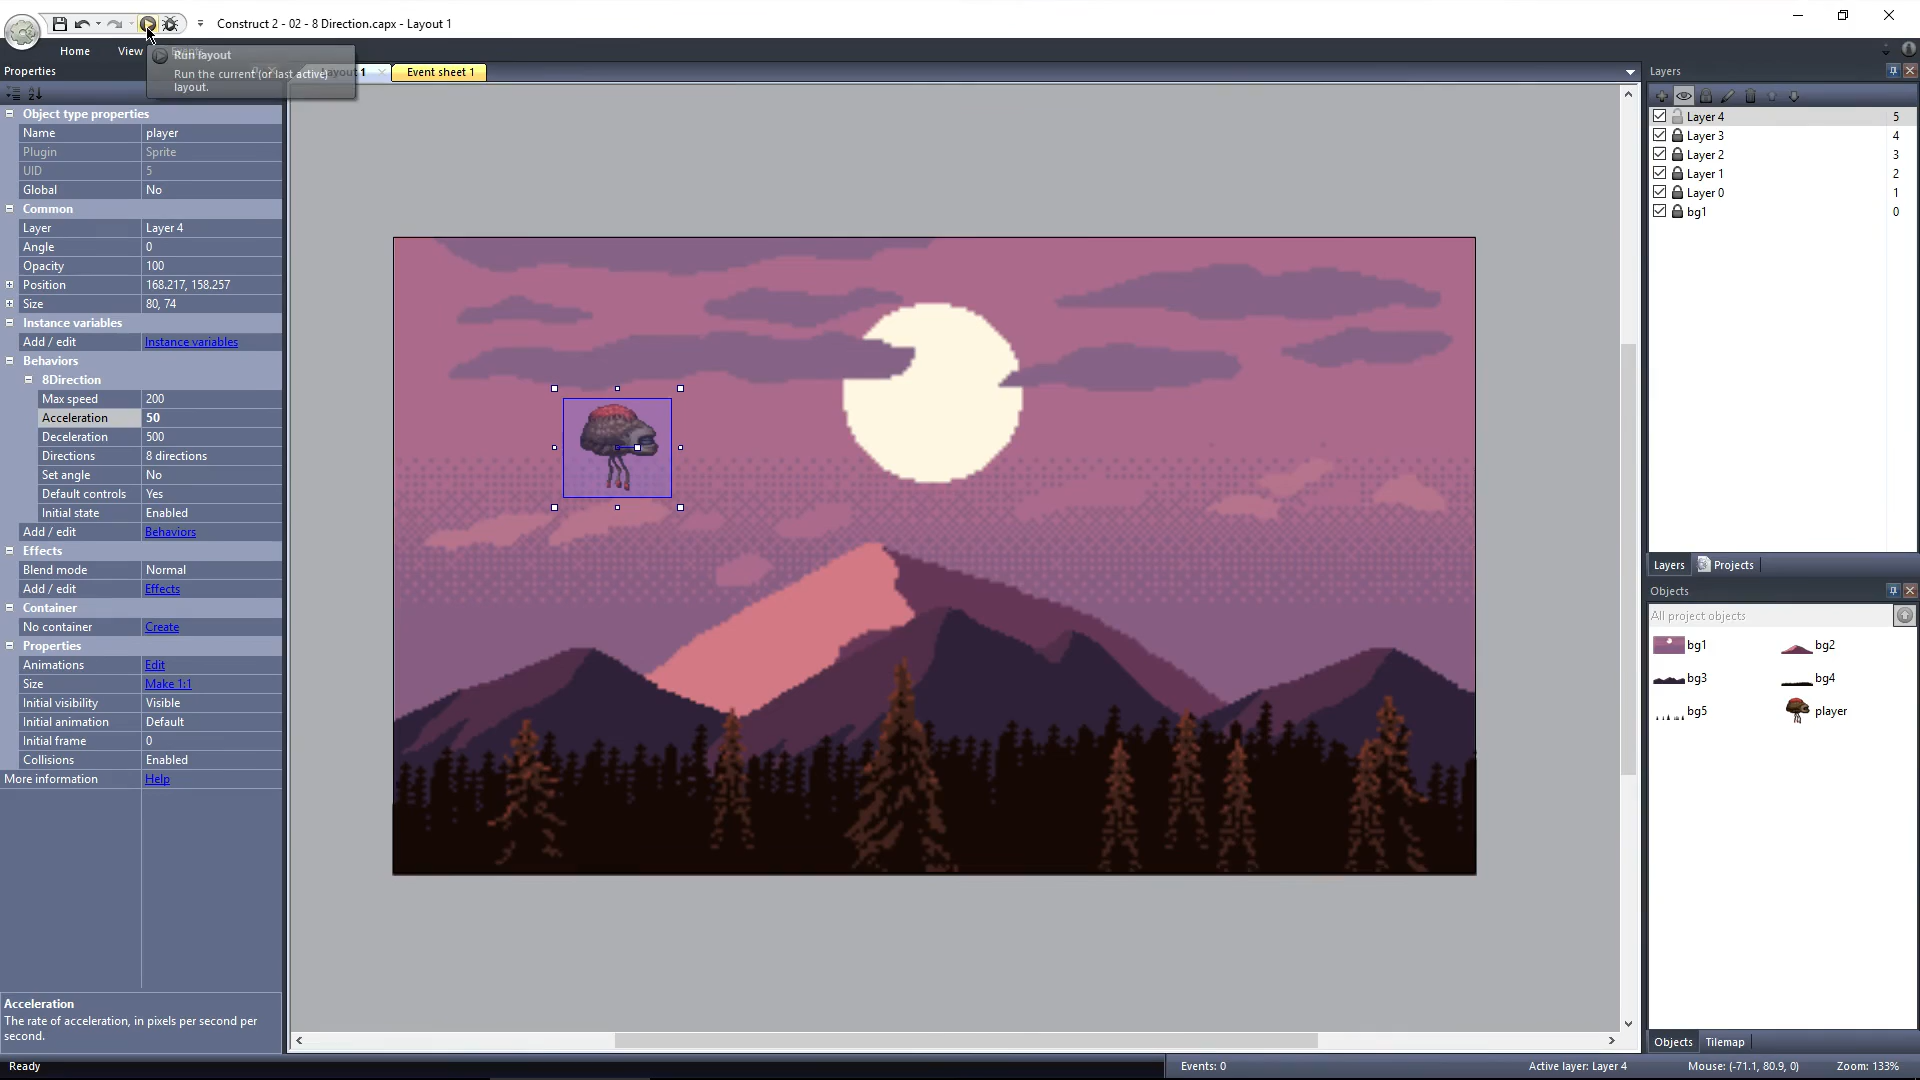 Construct 2 - 02 - 8 Direction.capx - Layout 1
Home
View
Run layout
Run the current (or last active)
layout.
Properties
1
Event sheet 1
Object type properties
Name player
Plugin Sprite
UID 5
Global No
Common
Layer Layer 4
Angle 0
Opacity 100
Position 168.217, 158.257
Size 80, 74
Instance variables
Add / edit Instance variables
Behaviors
8Direction
Max speed 200
Acceleration 50
Deceleration 500
Directions 8 directions
Set angle No
Default controls Yes
Initial state Enabled
Add / edit Behaviors
Effects
Blend mode Normal
Add / edit Effects
Container
No container Create
Properties
Animations Edit
Size Make 1:1
Initial visibility Visible
Initial animation Default
Initial frame 0
Collisions Enabled
More information Help
Acceleration
The rate of acceleration, in pixels per second per
second.
Ready
Layers
Layer 4 5
Layer 3 4
Layer 2 3
Layer 1 2
Layer 0 1
bg1 0
Layers Projects
Objects
All project objects
bg1 bg2
bg3 bg4
bg5 player
Objects Tilemap
Events: 0
Active layer: Layer 4
Mouse: (-71.1, 80.9, 0)
Zoom: 133%